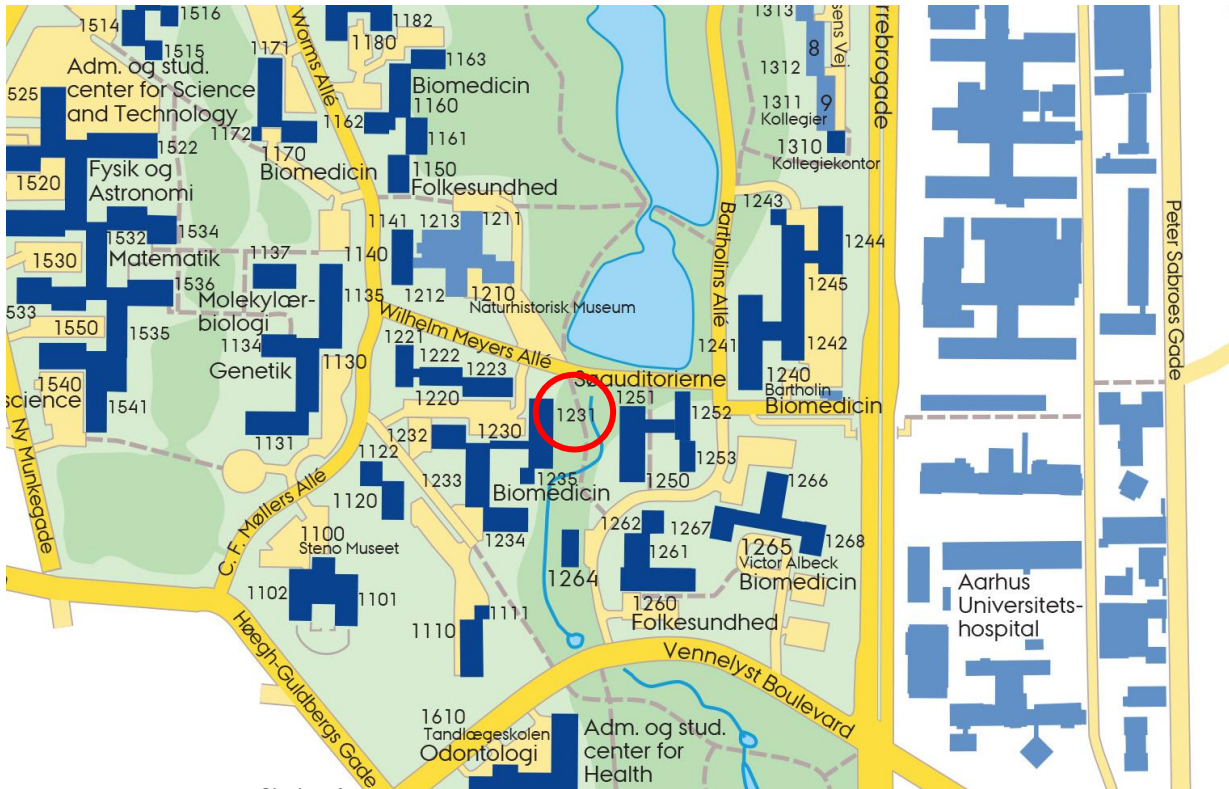 1514
1516
1515
Adm. og stud.
center for Science
and Technology
525
1522
1520
Fysik og
Astronomi
1532
1534
1530
Matematik
1536
533
1550
1535
1540
science
1541
Ny Munkegade
1171
1172
1170
Biomedicin
Worms Allé
1182
1180
1163
Biomedicin
1160
1162
1161
1150
Folkesundhed
1141
1213
1211
1140
1212
1210
Naturhistorisk Museum
1137
Molekylær-
biologi
1135
1134
Genetik
1130
1131
Wilhelm Meyers Allé
1221
1222
1223
1220
Søauditorierne
1231
1232
1230
1233
1235
Biomedicin
1234
1122
1120
C. F. Møllers Allé
1100
Steno Museet
1102
1101
1111
1110
Høegh-Guldbergs Gade
1313
8
1312
sens Vej
1311
Kollegier
9
1310
Kollegiekontor
rrebrogade
Bartholins Allé
1243
1244
1245
1241
1242
1240
Bartholin
Biomedicin
1251
1252
1253
1250
1266
1262
1267
1268
1261
1265
Victor Albeck
Biomedicin
1264
1260
Folkesundhed
Vennelyst Boulevard
1610
Tandlægeskolen
Odontologi
Adm. og stud.
center for
Health
Peter Sabroes Gade
Aarhus
Universitets-
hospital